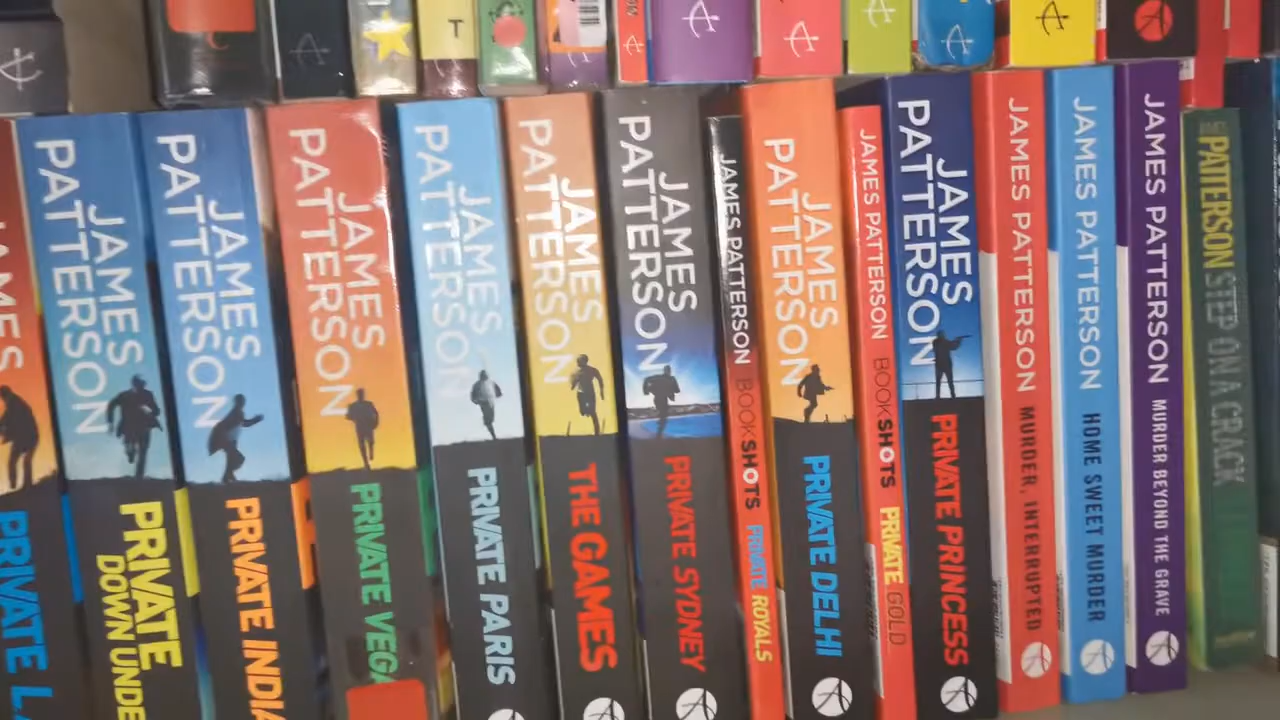 T
JAMES
PRIVATE L.A.
JAMES
PATTERSON
PRIVATE
DOWN UNDE
JAMES
PATTERSON
PRIVATE INDIA
JAMES
PATTERSON
PRIVATE VEGA
JAMES
PATTERSON
PRIVATE PARIS
JAMES
PATTERSON
THE GAMES
JAMES
PATTERSON
PRIVATE SYDNEY
JAMES PATTERSON BOOKSHOTS PRIVATE ROYALS
JAMES
PATTERSON
PRIVATE DELHI
JAMES PATTERSON BOOKSHOTS PRIVATE GOLD
JAMES
PATTERSON
PRIVATE PRINCESS
JAMES PATTERSON MURDER, INTERRUPTED
JAMES PATTERSON HOME SWEET MURDER
JAMES PATTERSON MURDER BEYOND THE GRAVE
PATTERSON STEP ON A CRACK